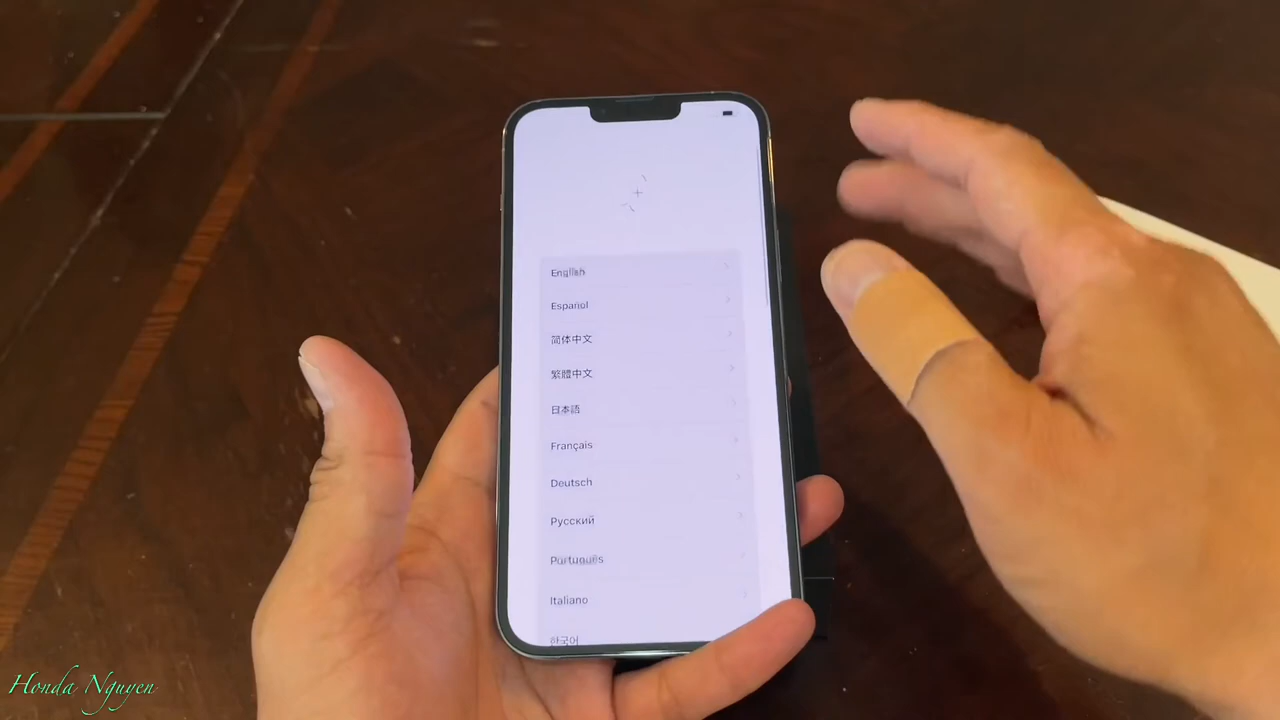 English
Español
简体中文
繁體中文
日本語
Français
Deutsch
Русский
Português
Italiano
한국어
Honda Nguyen